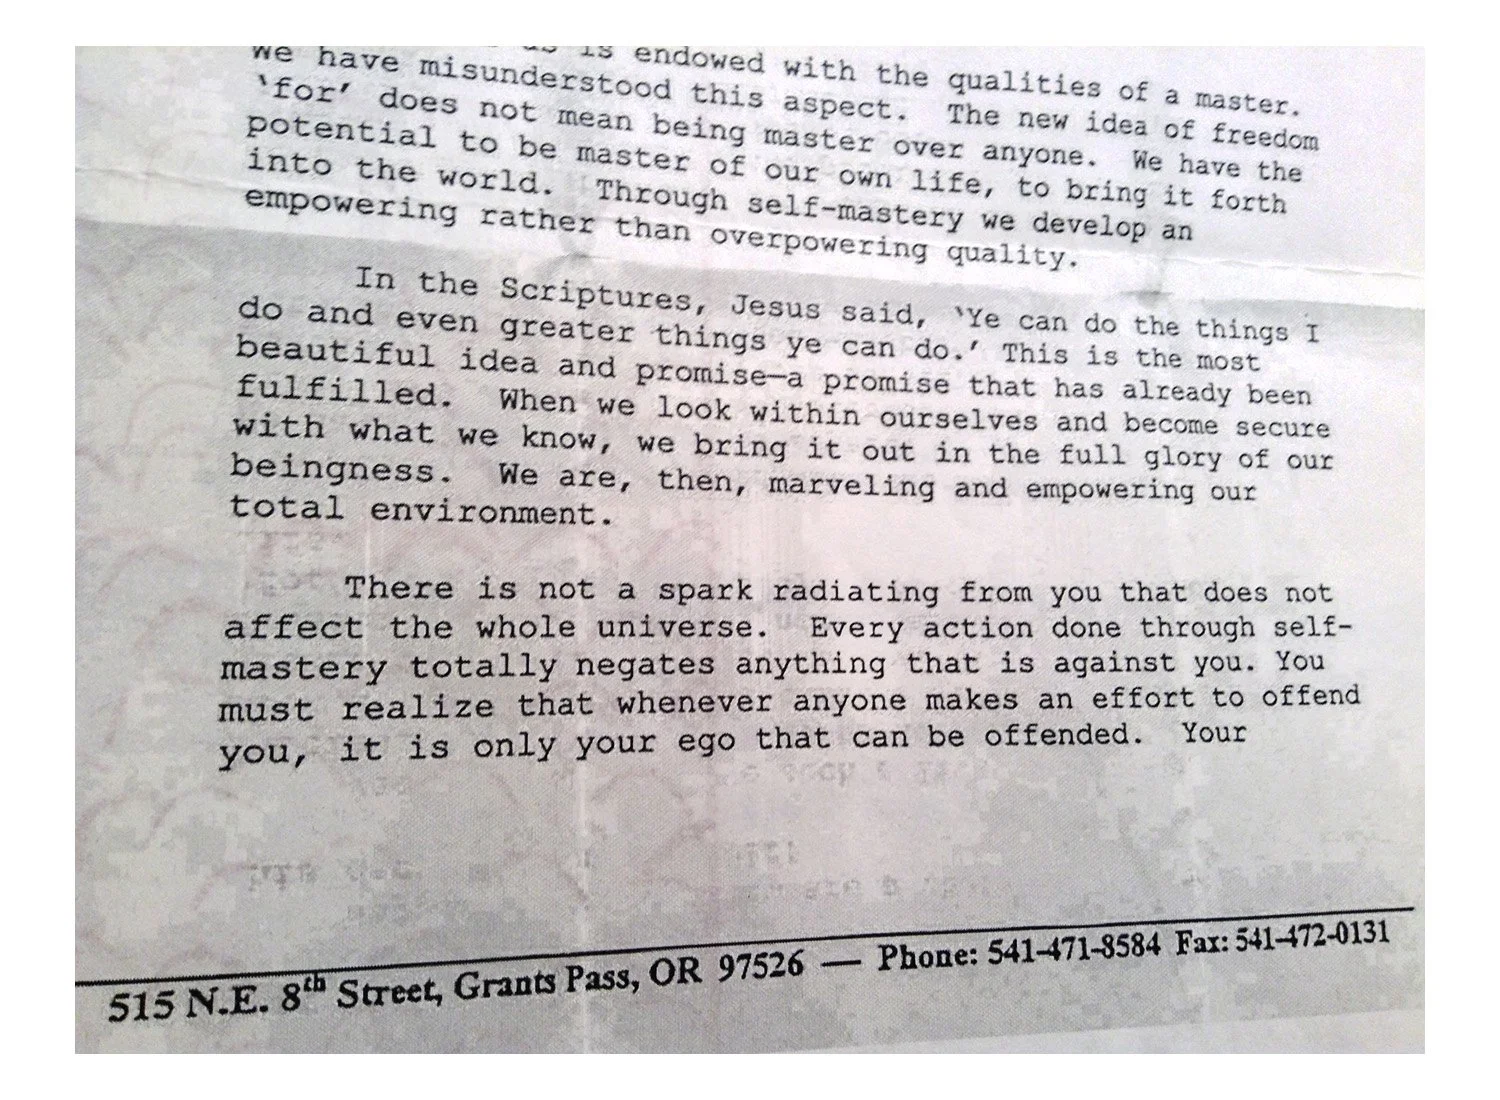 is endowed with the qualities of a master.
We have misunderstood this aspect.  The new idea of freedom
‘for’ does not mean being master over anyone.  We have the
potential to be master of our own life, to bring it forth
into the world.  Through self-mastery we develop an
empowering rather than overpowering quality.
In the Scriptures, Jesus said, ‘Ye can do the things I
do and even greater things ye can do.’ This is the most
beautiful idea and promise—a promise that has already been
fulfilled.  When we look within ourselves and become secure
with what we know, we bring it out in the full glory of our
beingness.  We are, then, marveling and empowering our
total environment.
There is not a spark radiating from you that does not
affect the whole universe.  Every action done through self-
mastery totally negates anything that is against you. You
must realize that whenever anyone makes an effort to offend
you, it is only your ego that can be offended.  Your
515 N.E. 8th Street, Grants Pass, OR 97526 — Phone: 541-471-8584 Fax: 541-472-0131